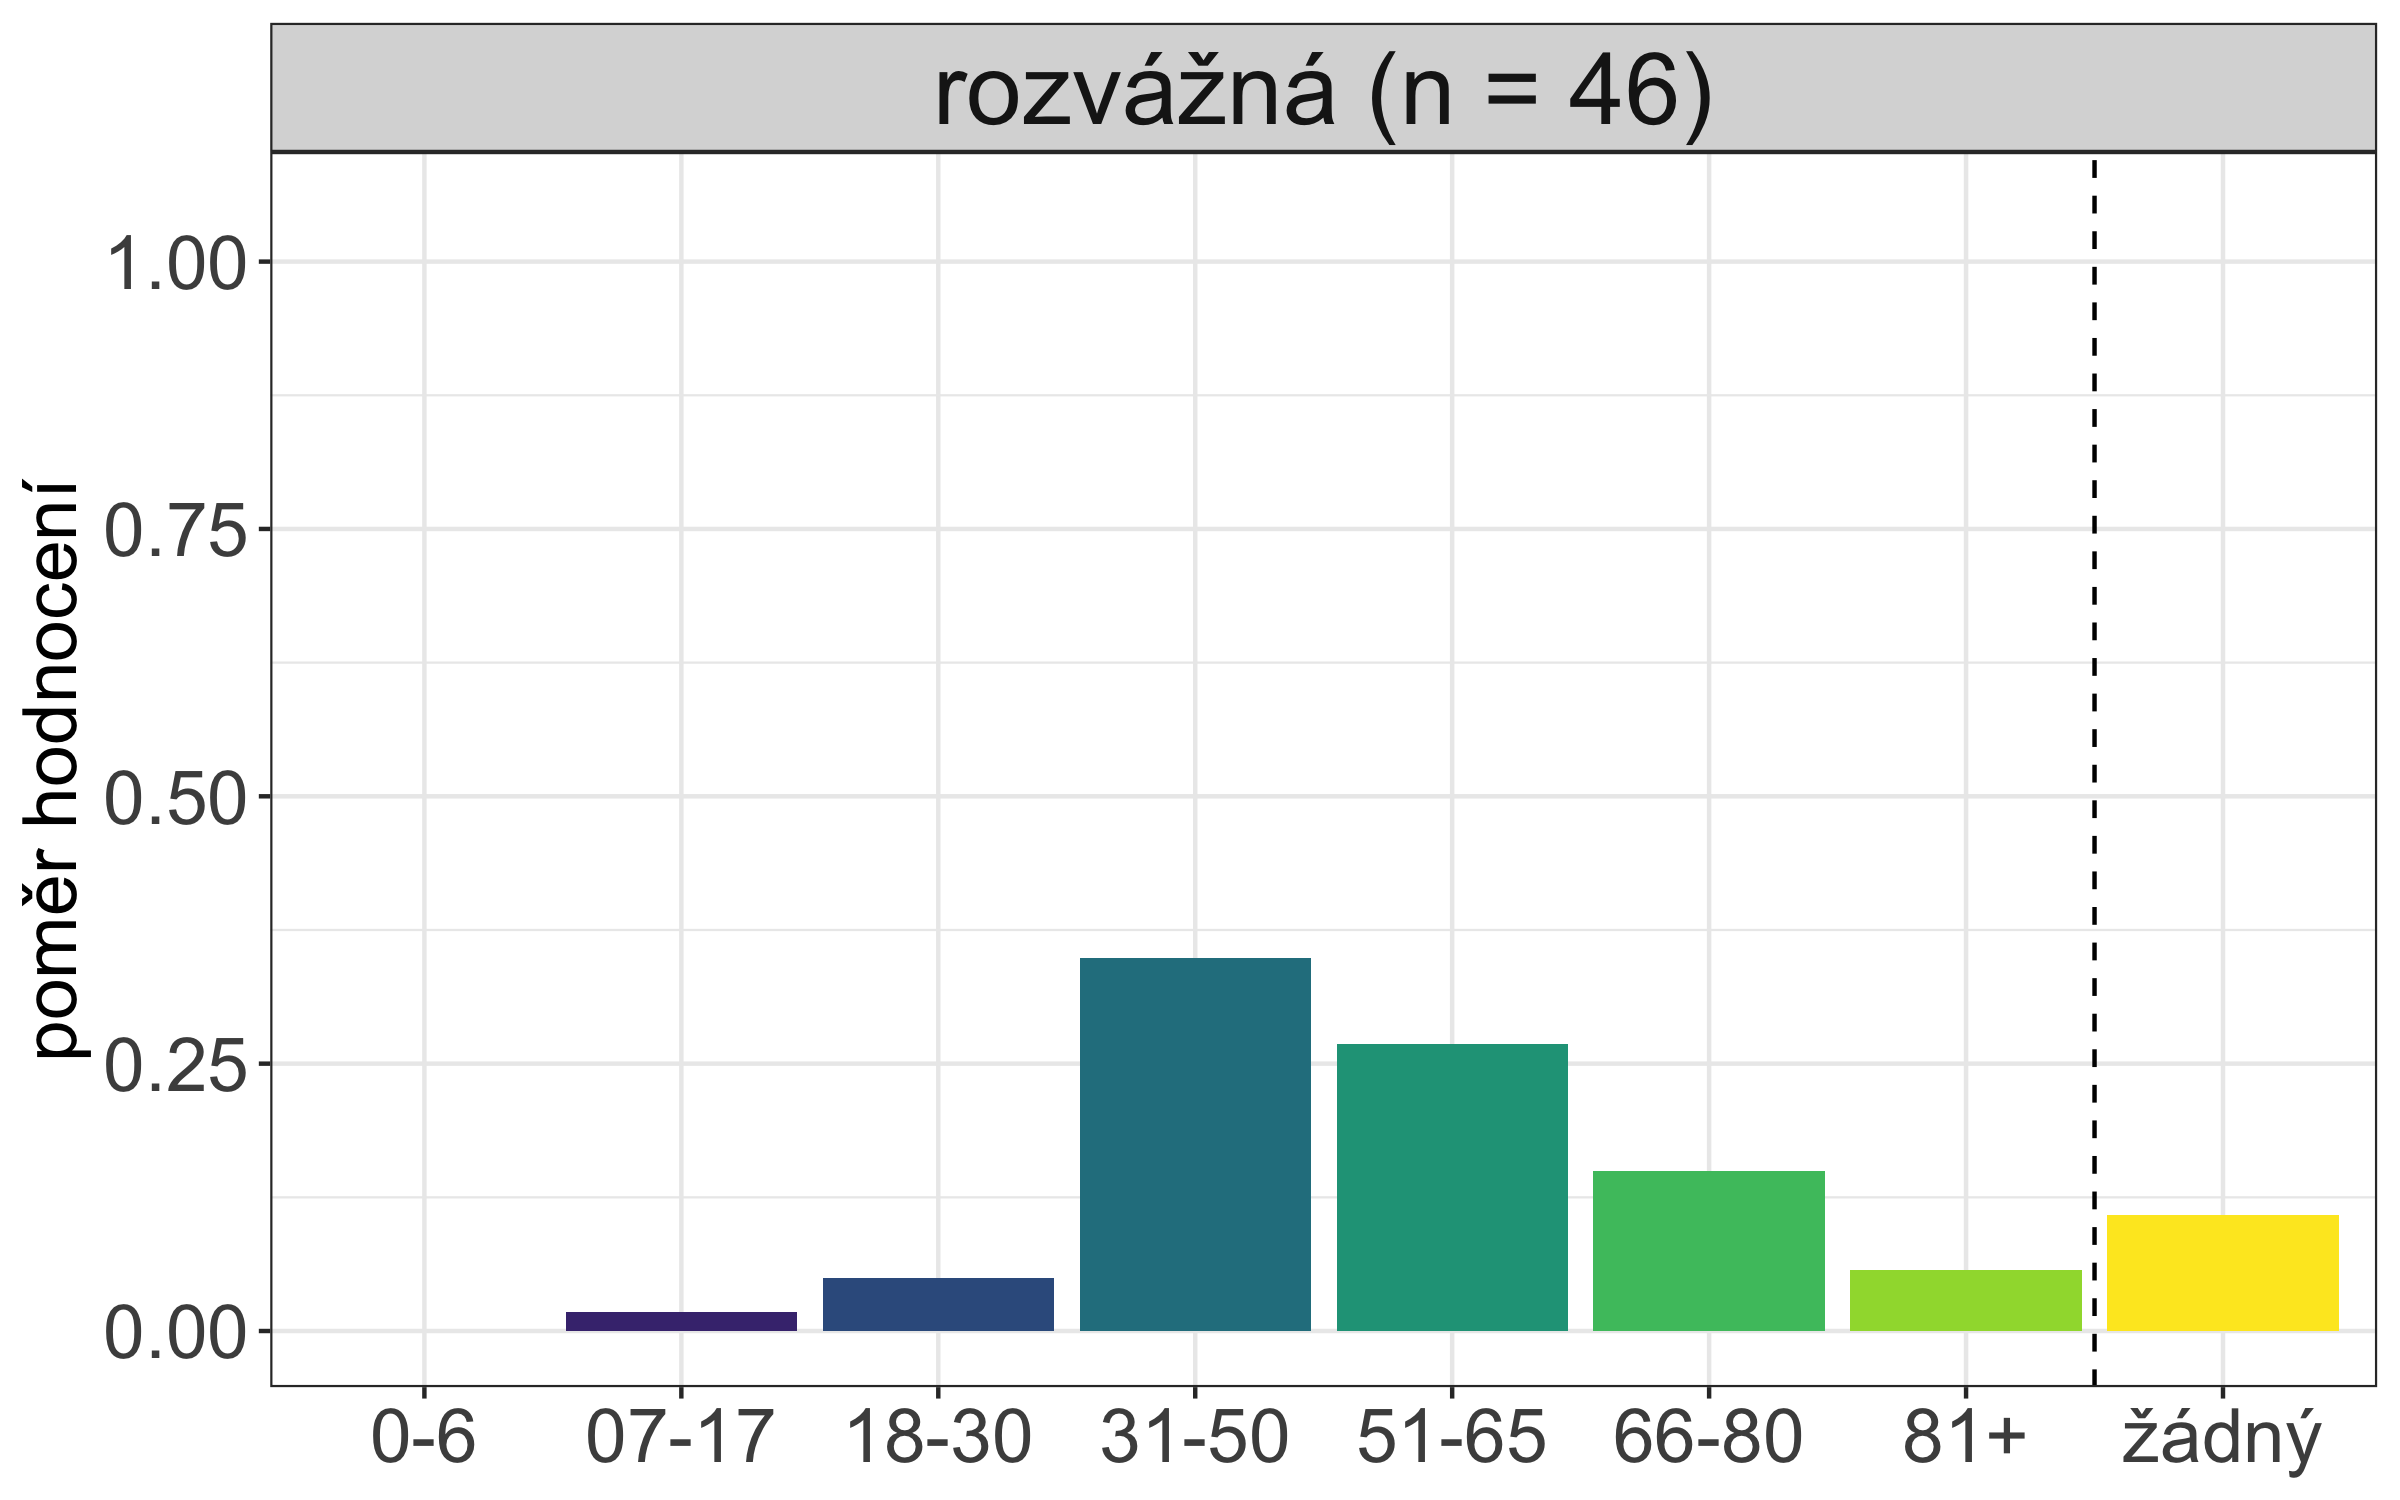 rozvážná (n = 46)
poměr hodnocení
1.00
0.75
0.50
0.25
0.00
0-6 07-17 18-30 31-50 51-65 66-80 81+ žádný